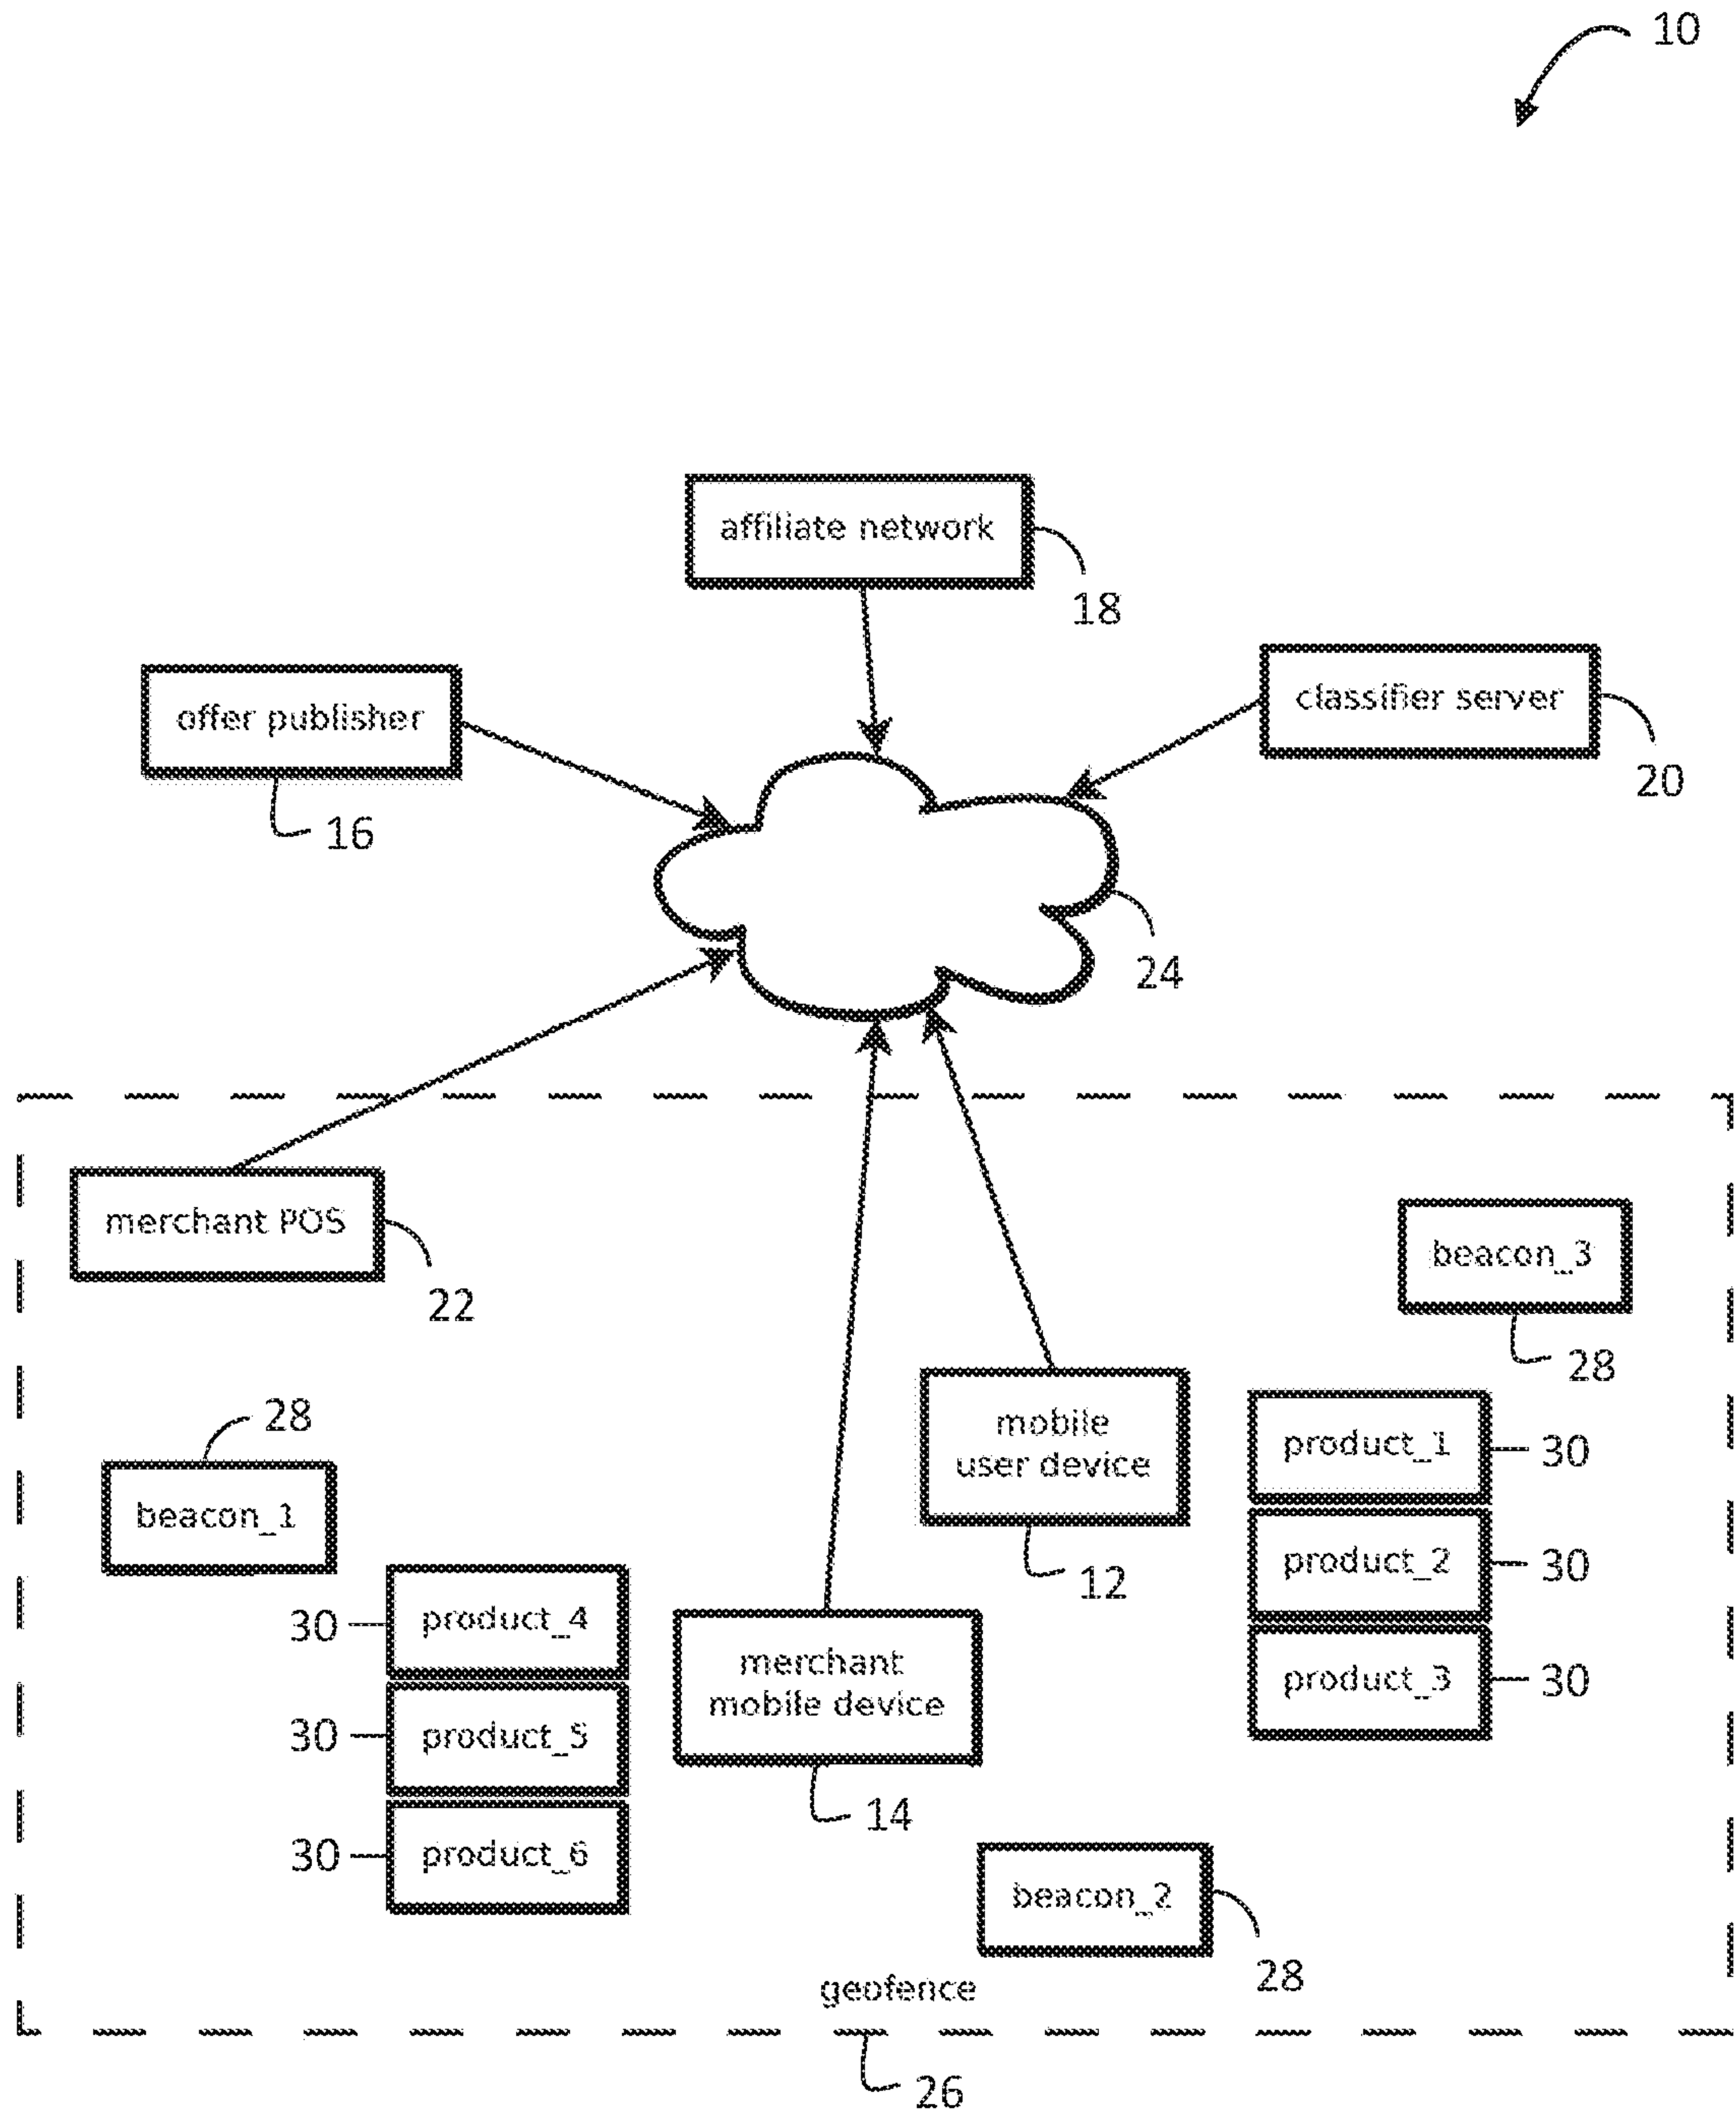 10
affiliate network
18
offer publisher
16
classifier server
20
24
merchant POS
22
beacon_3
28
28
beacon_1
mobile
user device
12
product_1
30
product_2
30
product_3
30
30
product_4
30
product_5
30
product_6
merchant
mobile device
14
beacon_2
28
geofence
26